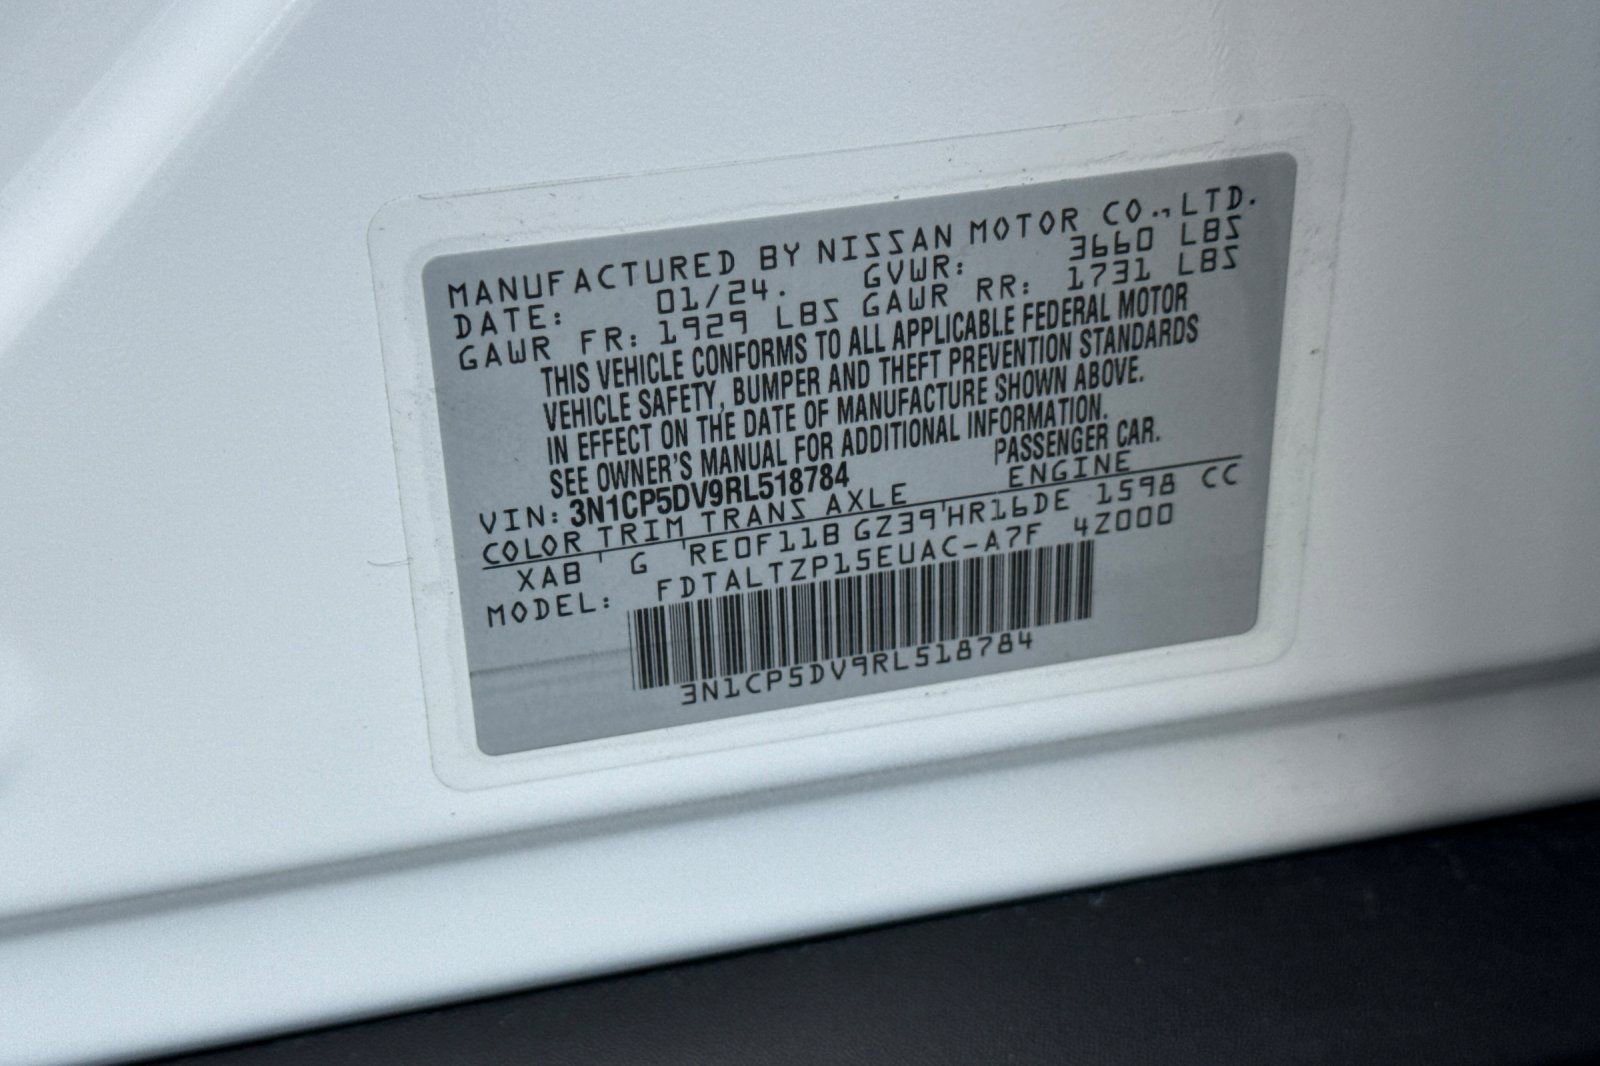 MANUFACTURED BY NISSAN MOTOR CO.,LTD.
DATE: 01/24. GVWR: 3660 LBS
GAWR FR: 1929 LBS GAWR RR: 1731 LBS
THIS VEHICLE CONFORMS TO ALL APPLICABLE FEDERAL MOTOR
VEHICLE SAFETY, BUMPER AND THEFT PREVENTION STANDARDS
IN EFFECT ON THE DATE OF MANUFACTURE SHOWN ABOVE.
SEE OWNER'S MANUAL FOR ADDITIONAL INFORMATION.
VIN: 3N1CP5DV9RL518784 PASSENGER CAR.
COLOR TRIM TRANS AXLE ENGINE
XAB G RE0F11B GZ39 HR16DE 1598 CC
MODEL: FDTALTZP15EUAC-A7F 4Z000
3N1CP5DV9RL518784